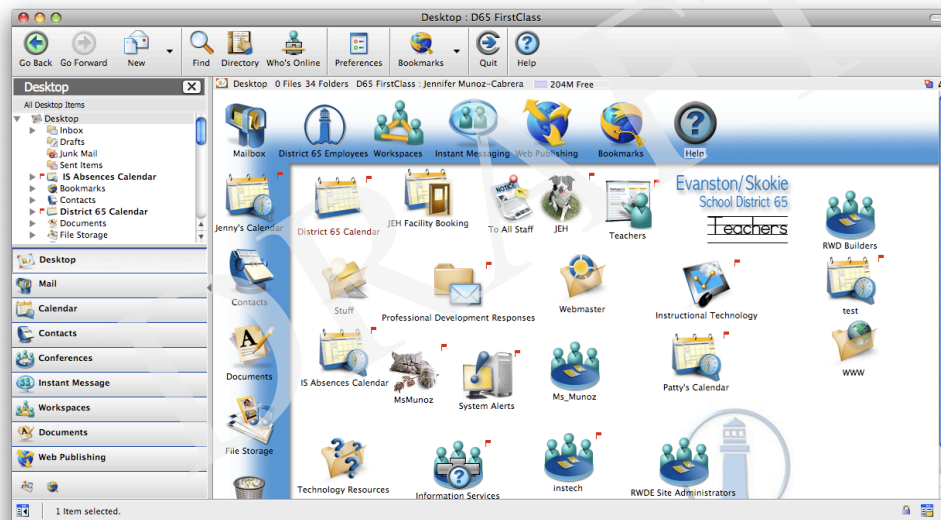 Desktop : D65 FirstClass
Go Back Go Forward New Find Directory Who's Online Preferences Bookmarks Quit Help
Desktop
Desktop 0 Files 34 Folders D65 FirstClass : Jennifer Munoz-Cabrera 204M Free
All Desktop Items
Desktop
Inbox
Drafts
Junk Mail
Sent Items
IS Absences Calendar
Bookmarks
Contacts
District 65 Calendar
Documents
File Storage
Desktop
Mail
Calendar
Contacts
Conferences
33 Instant Message
Workspaces
Documents
Web Publishing
Mailbox District 65 Employees Workspaces Instant Messaging Web Publishing Bookmarks Help
Evanston/Skokie
School District 65
Teachers
NOTICE
Jenny's Calendar District 65 Calendar JEH Facility Booking To All Staff JEH Teachers RWD Builders
Contacts Stuff Professional Development Responses Webmaster Instructional Technology test
Documents IS Absences Calendar MsMunoz System Alerts Ms_Munoz Patty's Calendar WWW
File Storage Technology Resources Information Services instech RWDE Site Administrators
1 Item selected.
DRAFT